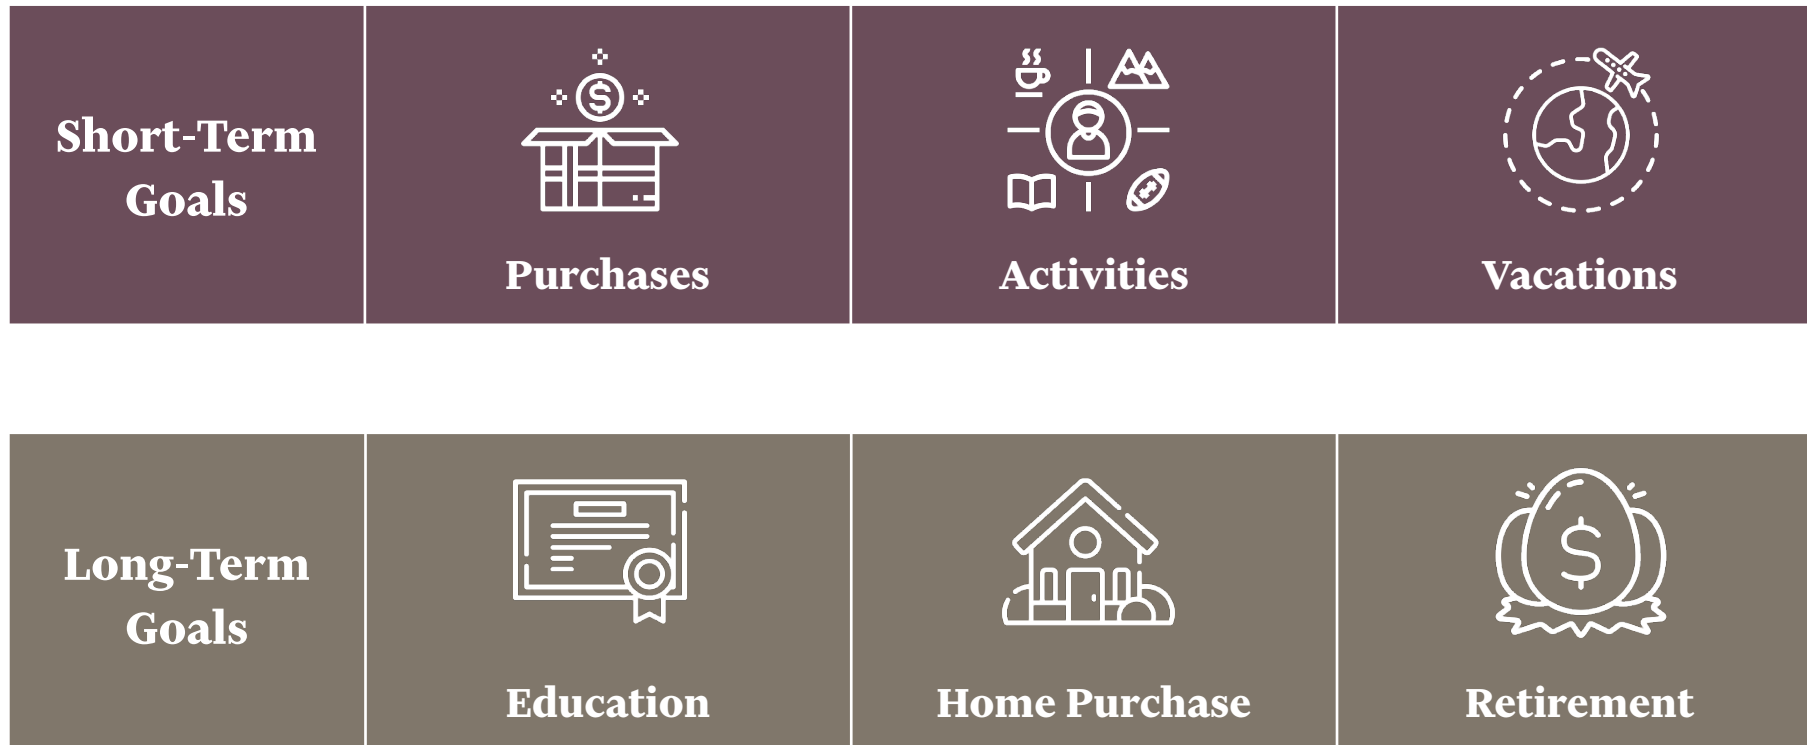 Short-Term
Goals
$
Purchases
Activities
Vacations
Long-Term
Goals
Education
Home Purchase
$
Retirement